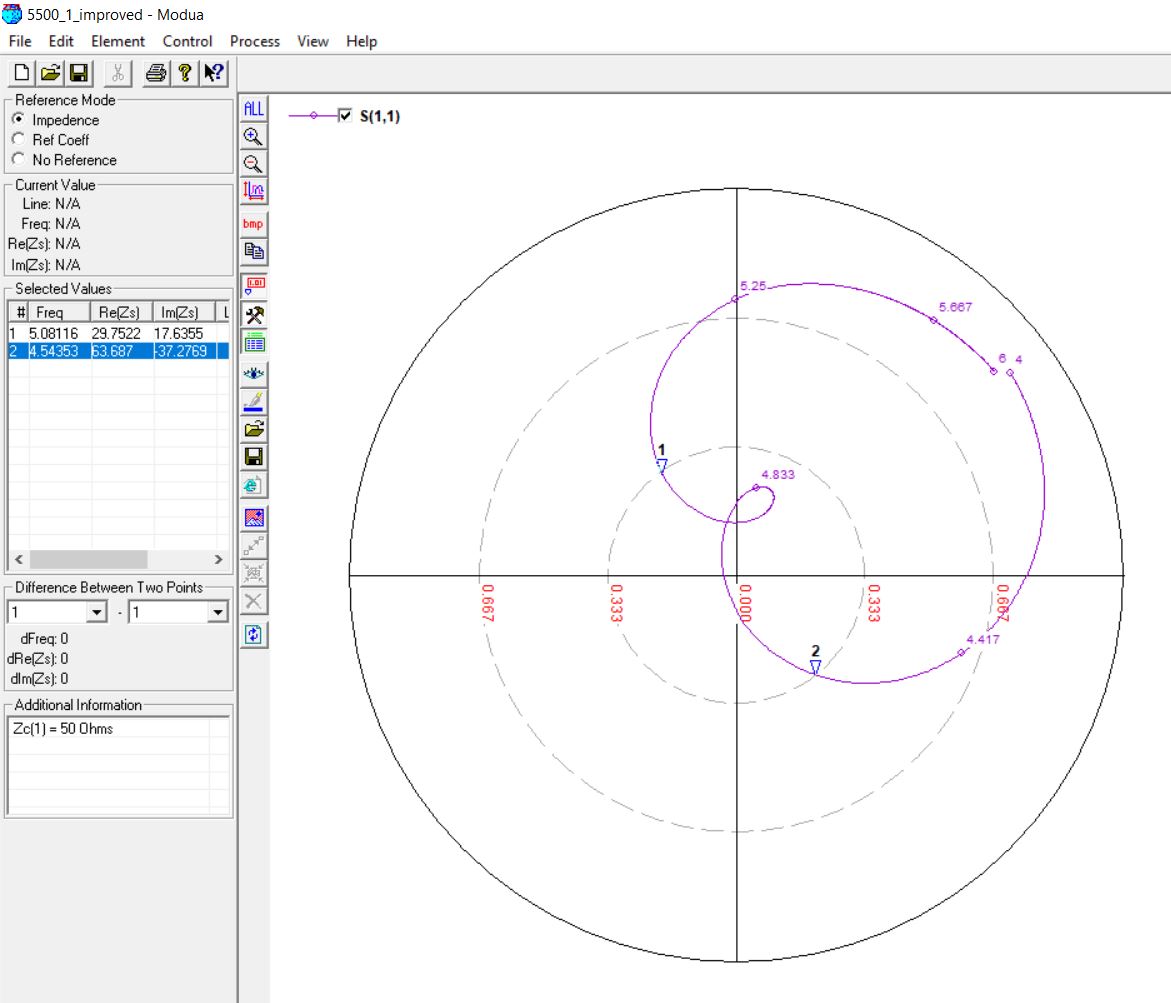 5500_1_improved - Modua
File Edit Element Control Process View Help
Reference Mode
Impedence
Ref Coeff
No Reference
Current Value
Line: N/A
Freq: N/A
Re(Zs): N/A
Im(Zs): N/A
Selected Values
# Freq Re(Zs) Im(Zs) L
1 5.08116 29.7522 17.6355
2 4.54353 63.687 -37.2769
Difference Between Two Points
1 - 1
dFreq: 0
dRe(Zs): 0
dIm(Zs): 0
Additional Information
Zc(1) = 50 Ohms
ALL
bmp
1.01
S(1,1)
5.25
5.667
6 4
1
4.833
0.667 0.333 0.000 0.333 0.667
4.417
2